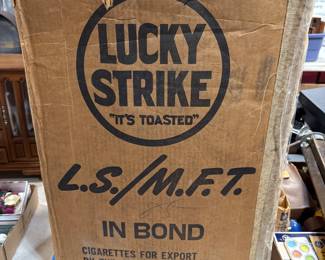 LUCKY
STRIKE
"IT'S TOASTED"
L.S./M.F.T.
IN BOND
CIGARETTES FOR EXPORT